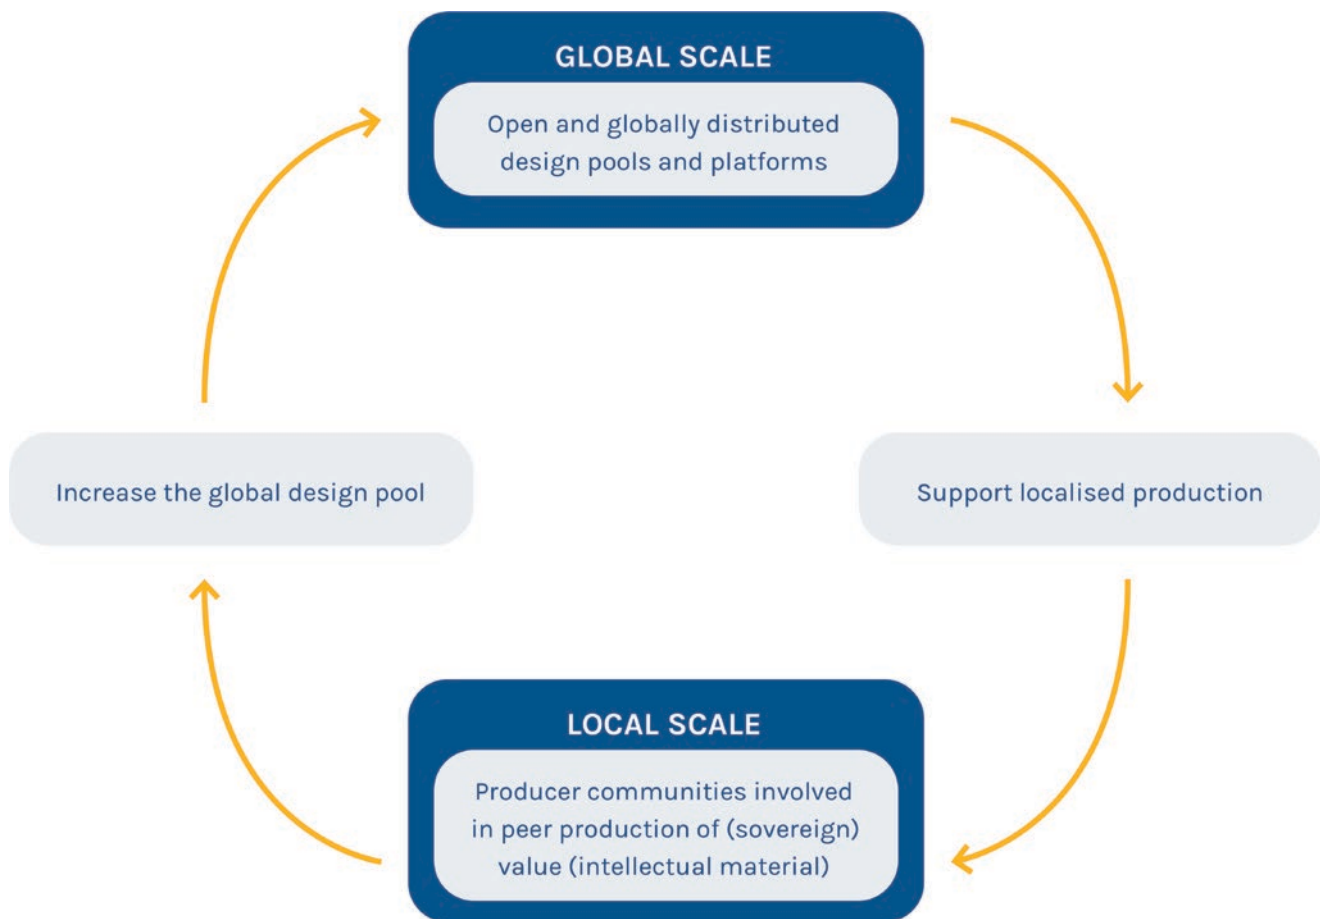 GLOBAL SCALE
Open and globally distributed
design pools and platforms
Increase the global design pool
Support localised production
LOCAL SCALE
Producer communities involved
in peer production of (sovereign)
value (intellectual material)